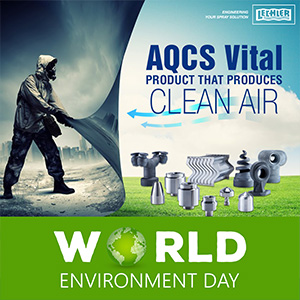 ENGINEERING
YOUR SPRAY SOLUTION
LECHLER
AQCS Vital
PRODUCT THAT PRODUCES
CLEAN AIR
WORLD
ENVIRONMENT DAY